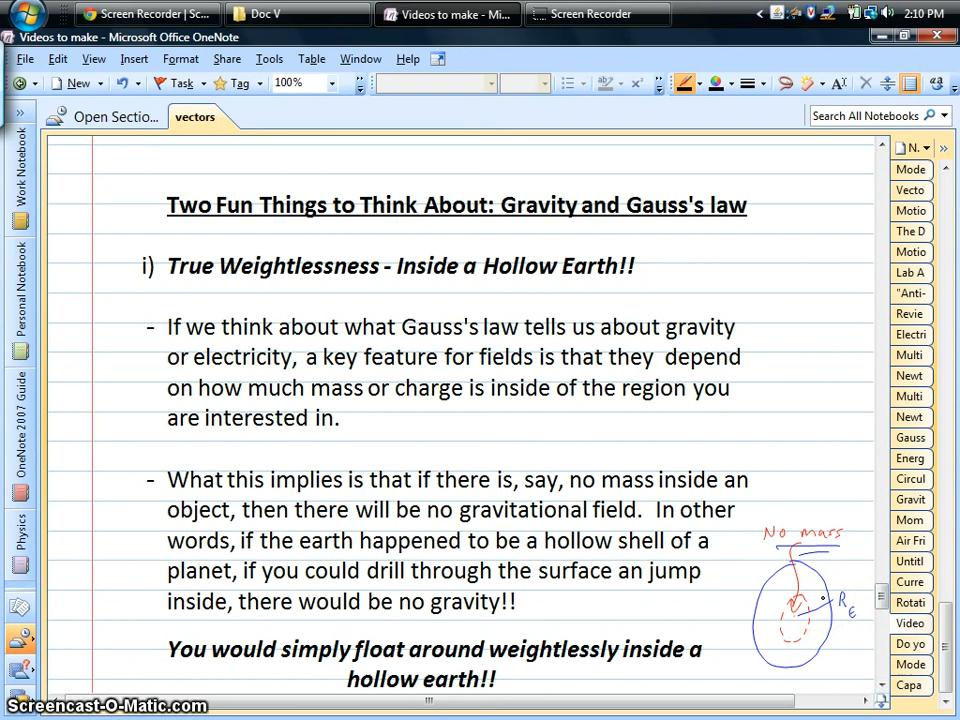 Screen Recorder | Sc...
Doc V
Videos to make - Mi...
Screen Recorder
2:10 PM
Videos to make - Microsoft Office OneNote
File Edit View Insert Format Share Tools Table Window Help
New Task Tag 100%
Open Sectio... vectors
Search All Notebooks
N.
Work Notebook
Personal Notebook
OneNote 2007 Guide
Physics
Two Fun Things to Think About: Gravity and Gauss's law
i) True Weightlessness - Inside a Hollow Earth!!
- If we think about what Gauss's law tells us about gravity
or electricity, a key feature for fields is that they depend
on how much mass or charge is inside of the region you
are interested in.
- What this implies is that if there is, say, no mass inside an
object, then there will be no gravitational field. In other
words, if the earth happened to be a hollow shell of a
planet, if you could drill through the surface an jump
inside, there would be no gravity!!
You would simply float around weightlessly inside a
hollow earth!!
No mass
R E
Mode
Vecto
Motio
The D
Motio
Lab A
"Anti-
Revie
Electri
Multi
Newt
Multi
Newt
Gauss
Energ
Circul
Gravit
Mom
Air Fri
Untitl
Curre
Rotati
Video
Do yo
Mode
Capa
Screencast-O-Matic.com